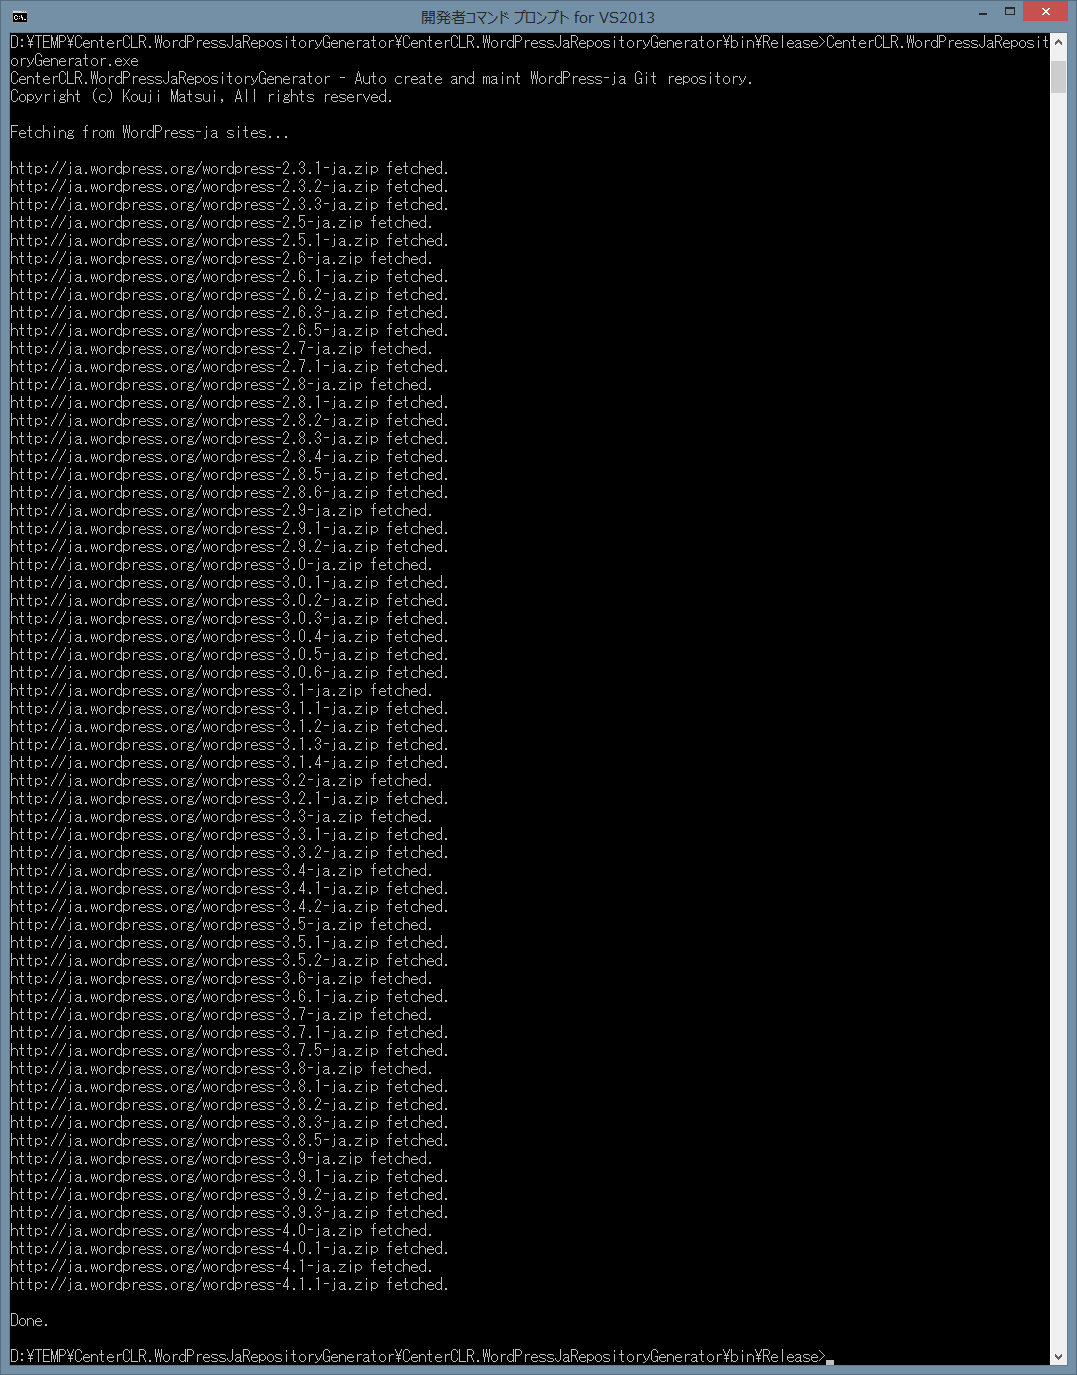 開発者コマンド プロンプト for VS2013
D:¥TEMP¥CenterCLR.WordPressJaRepositoryGenerator¥CenterCLR.WordPressJaRepositoryGenerator¥bin¥Release>CenterCLR.WordPressJaReposit
oryGenerator.exe
CenterCLR.WordPressJaRepositoryGenerator - Auto create and maint WordPress-ja Git repository.
Copyright (c) Kouji Matsui, All rights reserved.
Fetching from WordPress-ja sites...
http://ja.wordpress.org/wordpress-2.3.1-ja.zip fetched.
http://ja.wordpress.org/wordpress-2.3.2-ja.zip fetched.
http://ja.wordpress.org/wordpress-2.3.3-ja.zip fetched.
http://ja.wordpress.org/wordpress-2.5-ja.zip fetched.
http://ja.wordpress.org/wordpress-2.5.1-ja.zip fetched.
http://ja.wordpress.org/wordpress-2.6-ja.zip fetched.
http://ja.wordpress.org/wordpress-2.6.1-ja.zip fetched.
http://ja.wordpress.org/wordpress-2.6.2-ja.zip fetched.
http://ja.wordpress.org/wordpress-2.6.3-ja.zip fetched.
http://ja.wordpress.org/wordpress-2.6.5-ja.zip fetched.
http://ja.wordpress.org/wordpress-2.7-ja.zip fetched.
http://ja.wordpress.org/wordpress-2.7.1-ja.zip fetched.
http://ja.wordpress.org/wordpress-2.8-ja.zip fetched.
http://ja.wordpress.org/wordpress-2.8.1-ja.zip fetched.
http://ja.wordpress.org/wordpress-2.8.2-ja.zip fetched.
http://ja.wordpress.org/wordpress-2.8.3-ja.zip fetched.
http://ja.wordpress.org/wordpress-2.8.4-ja.zip fetched.
http://ja.wordpress.org/wordpress-2.8.5-ja.zip fetched.
http://ja.wordpress.org/wordpress-2.8.6-ja.zip fetched.
http://ja.wordpress.org/wordpress-2.9-ja.zip fetched.
http://ja.wordpress.org/wordpress-2.9.1-ja.zip fetched.
http://ja.wordpress.org/wordpress-2.9.2-ja.zip fetched.
http://ja.wordpress.org/wordpress-3.0-ja.zip fetched.
http://ja.wordpress.org/wordpress-3.0.1-ja.zip fetched.
http://ja.wordpress.org/wordpress-3.0.2-ja.zip fetched.
http://ja.wordpress.org/wordpress-3.0.3-ja.zip fetched.
http://ja.wordpress.org/wordpress-3.0.4-ja.zip fetched.
http://ja.wordpress.org/wordpress-3.0.5-ja.zip fetched.
http://ja.wordpress.org/wordpress-3.0.6-ja.zip fetched.
http://ja.wordpress.org/wordpress-3.1-ja.zip fetched.
http://ja.wordpress.org/wordpress-3.1.1-ja.zip fetched.
http://ja.wordpress.org/wordpress-3.1.2-ja.zip fetched.
http://ja.wordpress.org/wordpress-3.1.3-ja.zip fetched.
http://ja.wordpress.org/wordpress-3.1.4-ja.zip fetched.
http://ja.wordpress.org/wordpress-3.2-ja.zip fetched.
http://ja.wordpress.org/wordpress-3.2.1-ja.zip fetched.
http://ja.wordpress.org/wordpress-3.3-ja.zip fetched.
http://ja.wordpress.org/wordpress-3.3.1-ja.zip fetched.
http://ja.wordpress.org/wordpress-3.3.2-ja.zip fetched.
http://ja.wordpress.org/wordpress-3.4-ja.zip fetched.
http://ja.wordpress.org/wordpress-3.4.1-ja.zip fetched.
http://ja.wordpress.org/wordpress-3.4.2-ja.zip fetched.
http://ja.wordpress.org/wordpress-3.5-ja.zip fetched.
http://ja.wordpress.org/wordpress-3.5.1-ja.zip fetched.
http://ja.wordpress.org/wordpress-3.5.2-ja.zip fetched.
http://ja.wordpress.org/wordpress-3.6-ja.zip fetched.
http://ja.wordpress.org/wordpress-3.6.1-ja.zip fetched.
http://ja.wordpress.org/wordpress-3.7-ja.zip fetched.
http://ja.wordpress.org/wordpress-3.7.1-ja.zip fetched.
http://ja.wordpress.org/wordpress-3.7.5-ja.zip fetched.
http://ja.wordpress.org/wordpress-3.8-ja.zip fetched.
http://ja.wordpress.org/wordpress-3.8.1-ja.zip fetched.
http://ja.wordpress.org/wordpress-3.8.2-ja.zip fetched.
http://ja.wordpress.org/wordpress-3.8.3-ja.zip fetched.
http://ja.wordpress.org/wordpress-3.8.5-ja.zip fetched.
http://ja.wordpress.org/wordpress-3.9-ja.zip fetched.
http://ja.wordpress.org/wordpress-3.9.1-ja.zip fetched.
http://ja.wordpress.org/wordpress-3.9.2-ja.zip fetched.
http://ja.wordpress.org/wordpress-3.9.3-ja.zip fetched.
http://ja.wordpress.org/wordpress-4.0-ja.zip fetched.
http://ja.wordpress.org/wordpress-4.0.1-ja.zip fetched.
http://ja.wordpress.org/wordpress-4.1-ja.zip fetched.
http://ja.wordpress.org/wordpress-4.1.1-ja.zip fetched.
Done.
D:¥TEMP¥CenterCLR.WordPressJaRepositoryGenerator¥CenterCLR.WordPressJaRepositoryGenerator¥bin¥Release>